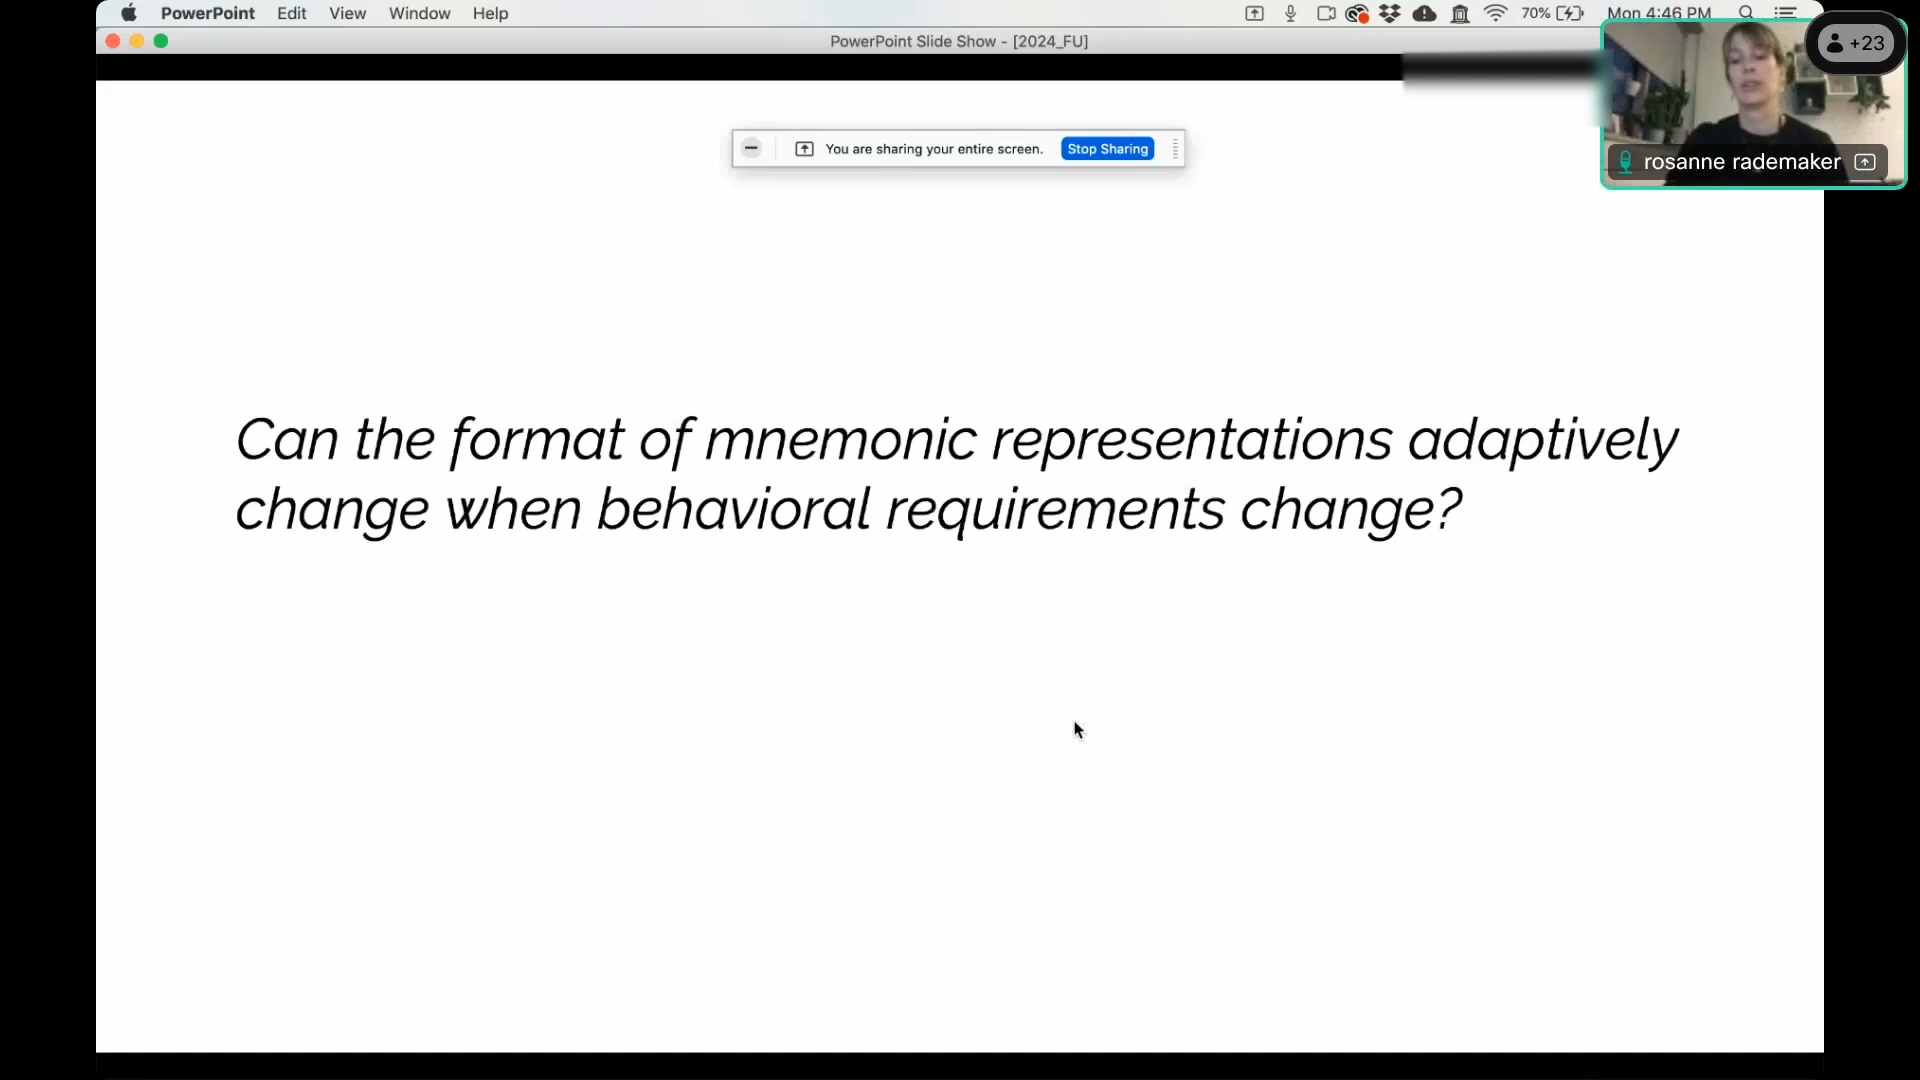 PowerPoint Edit View Window Help 70% Mon 4:46 PM
PowerPoint Slide Show - [2024_FU]
+23
You are sharing your entire screen. Stop Sharing
rosanne rademaker
Can the format of mnemonic representations adaptively
change when behavioral requirements change?